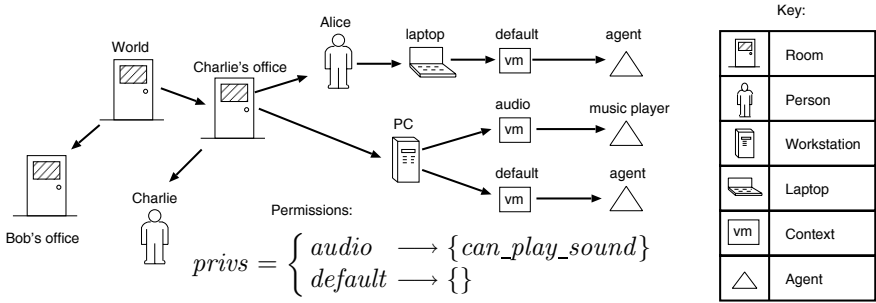 Key:
Alice
World
laptop
default
agent
Charlie's office
vm
Room
Person
PC
audio
music player
vm
Workstation
default
agent
vm
Laptop
Charlie
Bob's office
Permissions:
vm
Context
privs = { audio ⟶ {can_play_sound}
default ⟶ {}
Agent